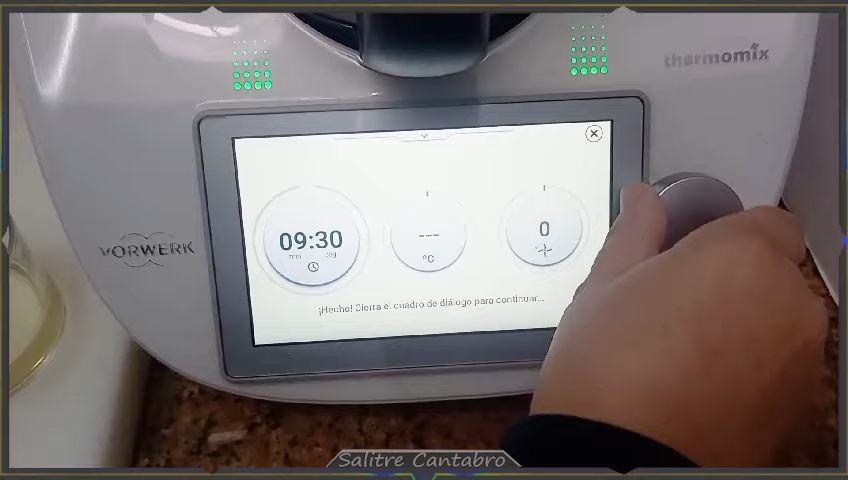 thermomix
VORWERK
09:30
min seg
---
°C
0
¡Hecho! Cierra el cuadro de diálogo para continuar...
Salitre Cantabro